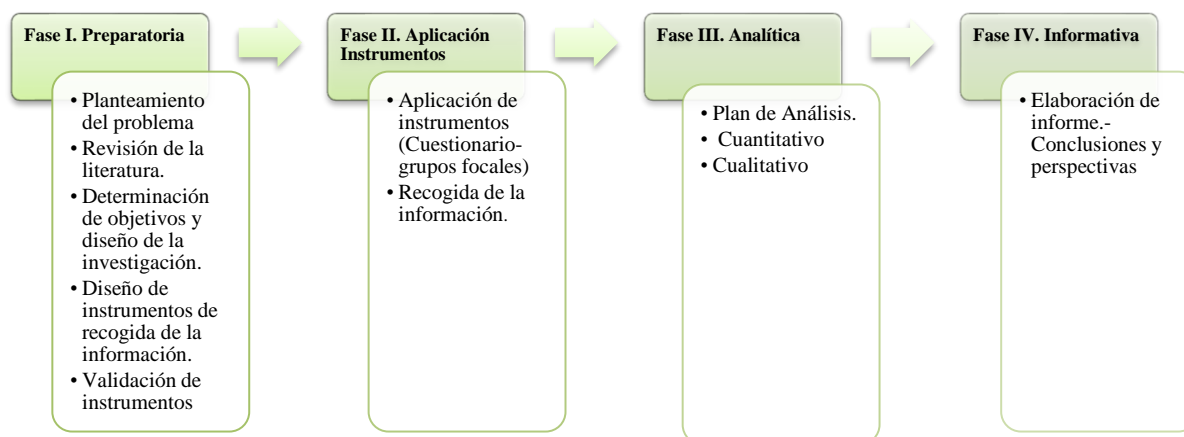 Fase I. Preparatoria
• Planteamiento
del problema
• Revisión de la
literatura.
• Determinación
de objetivos y
diseño de la
investigación.
• Diseño de
instrumentos de
recogida de la
información.
• Validación de
instrumentos
Fase II. Aplicación
Instrumentos
• Aplicación de
instrumentos
(Cuestionario-
grupos focales)
• Recogida de la
información.
Fase III. Analítica
• Plan de Análisis.
• Cuantitativo
• Cualitativo
Fase IV. Informativa
• Elaboración de
informe.-
Conclusiones y
perspectivas